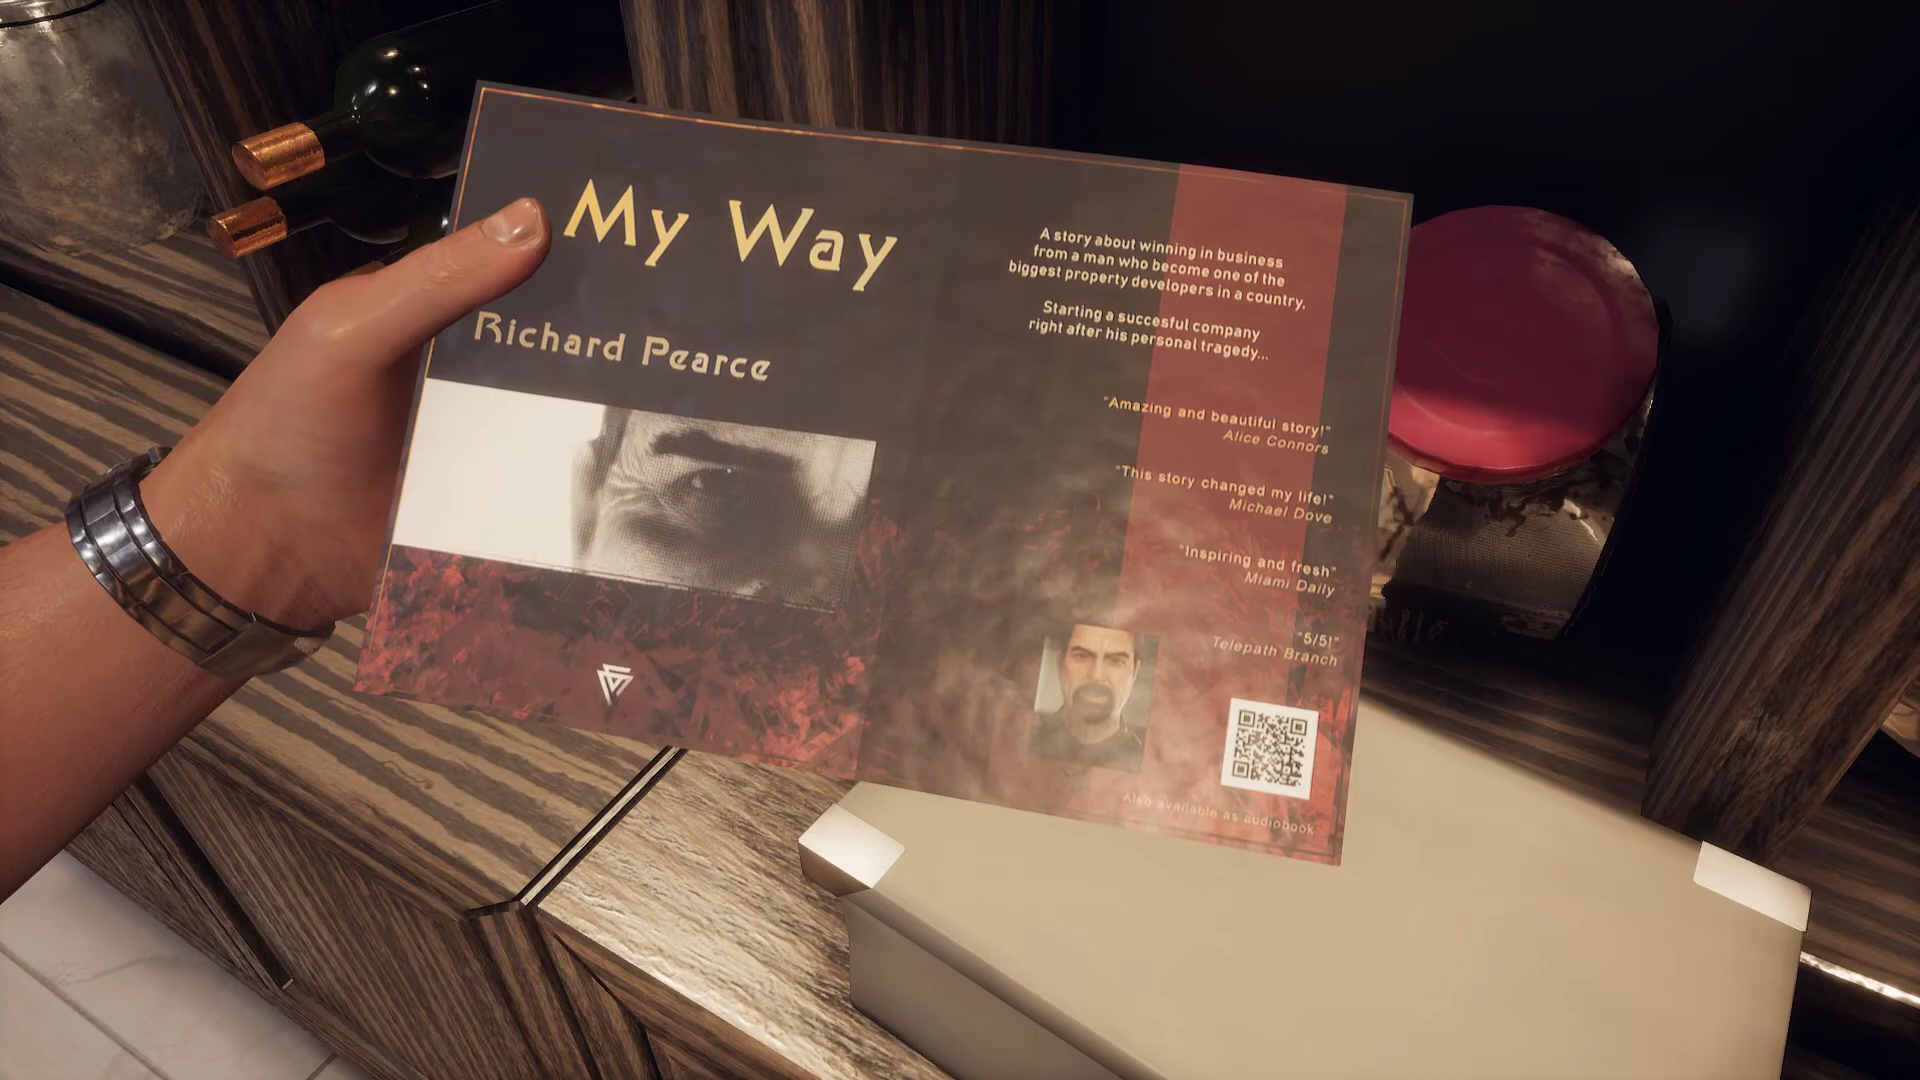 My Way
Richard Pearce
A story about winning in business
from a man who become one of the
biggest property developers in a country.
Starting a succesful company
right after his personal tragedy...
"Amazing and beautiful story!"
Alice Connors
"This story changed my life!"
Michael Dove
"Inspiring and fresh"
Miami Daily
"5/5!"
Telepath Branch
Also available as audiobook